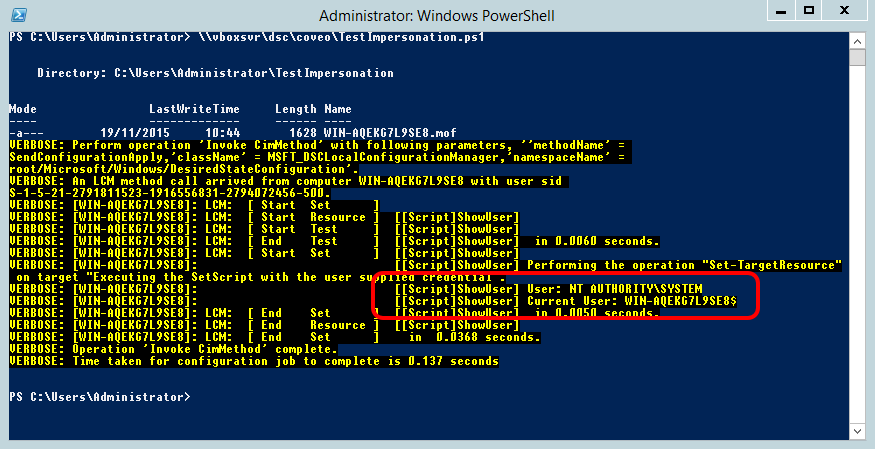 Administrator: Windows PowerShell
PS C:\Users\Administrator> \\vboxsvr\dsc\coveo\TestImpersonation.ps1
Directory: C:\Users\Administrator\TestImpersonation
Mode LastWriteTime Length Name
---- ------------- ------ ----
-a--- 19/11/2015 10:44 1628 WIN-AQEKG7L9SE8.mof
VERBOSE: Perform operation 'Invoke CimMethod' with following parameters, ''methodName' =
SendConfigurationApply,'className' = MSFT_DSCLocalConfigurationManager,'namespaceName' =
root/Microsoft/Windows/DesiredStateConfiguration'.
VERBOSE: An LCM method call arrived from computer WIN-AQEKG7L9SE8 with user sid
S-1-5-21-2791811523-1916556831-2794072456-500.
VERBOSE: [WIN-AQEKG7L9SE8]: LCM: [ Start Set ]
VERBOSE: [WIN-AQEKG7L9SE8]: LCM: [ Start Resource ] [[Script]ShowUser]
VERBOSE: [WIN-AQEKG7L9SE8]: LCM: [ Start Test ] [[Script]ShowUser]
VERBOSE: [WIN-AQEKG7L9SE8]: LCM: [ End Test ] [[Script]ShowUser] in 0.0060 seconds.
VERBOSE: [WIN-AQEKG7L9SE8]: LCM: [ Start Set ] [[Script]ShowUser]
VERBOSE: [WIN-AQEKG7L9SE8]: [[Script]ShowUser] Performing the operation "Set-TargetResource"
on target "Executing the SetScript with the user supplied credential".
VERBOSE: [WIN-AQEKG7L9SE8]: [[Script]ShowUser] User: NT AUTHORITY\SYSTEM
VERBOSE: [WIN-AQEKG7L9SE8]: [[Script]ShowUser] Current User: WIN-AQEKG7L9SE8$
VERBOSE: [WIN-AQEKG7L9SE8]: LCM: [ End Set ] [[Script]ShowUser] in 0.0050 seconds.
VERBOSE: [WIN-AQEKG7L9SE8]: LCM: [ End Resource ] [[Script]ShowUser]
VERBOSE: [WIN-AQEKG7L9SE8]: LCM: [ End Set ] in 0.0368 seconds.
VERBOSE: Operation 'Invoke CimMethod' complete.
VERBOSE: Time taken for configuration job to complete is 0.137 seconds
PS C:\Users\Administrator>